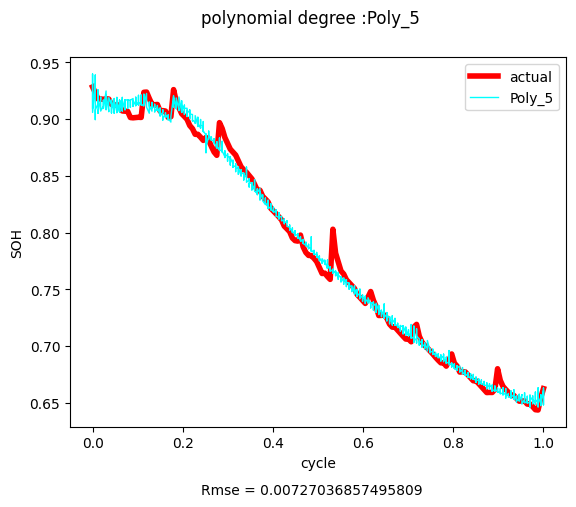 polynomial degree :Poly_5
0.95
0.90
0.85
0.80
0.75
0.70
0.65
SOH
actual
Poly_5
0.0 0.2 0.4 0.6 0.8 1.0
cycle
Rmse = 0.00727036857495809